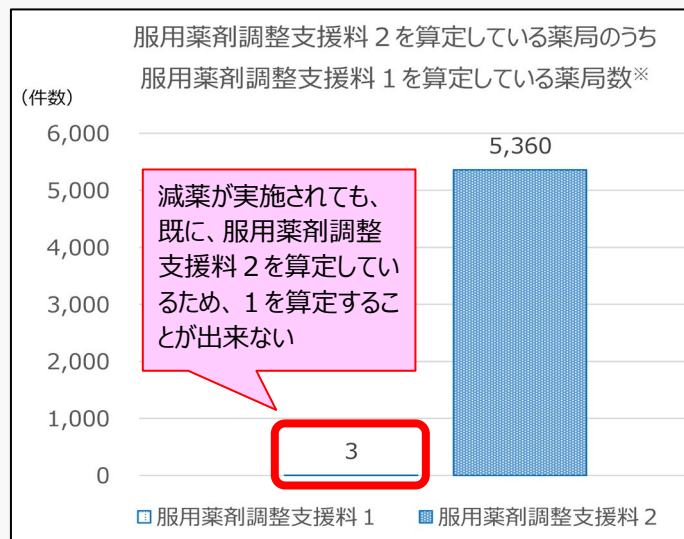 服用薬剤調整支援料２を算定している薬局のうち
服用薬剤調整支援料１を算定している薬局数※
（件数）
6,000
5,000
4,000
3,000
2,000
1,000
0
5,360
減薬が実施されても、
既に、服用薬剤調整
支援料２を算定してい
るため、１を算定するこ
とが出来ない
3
服用薬剤調整支援料１
服用薬剤調整支援料２